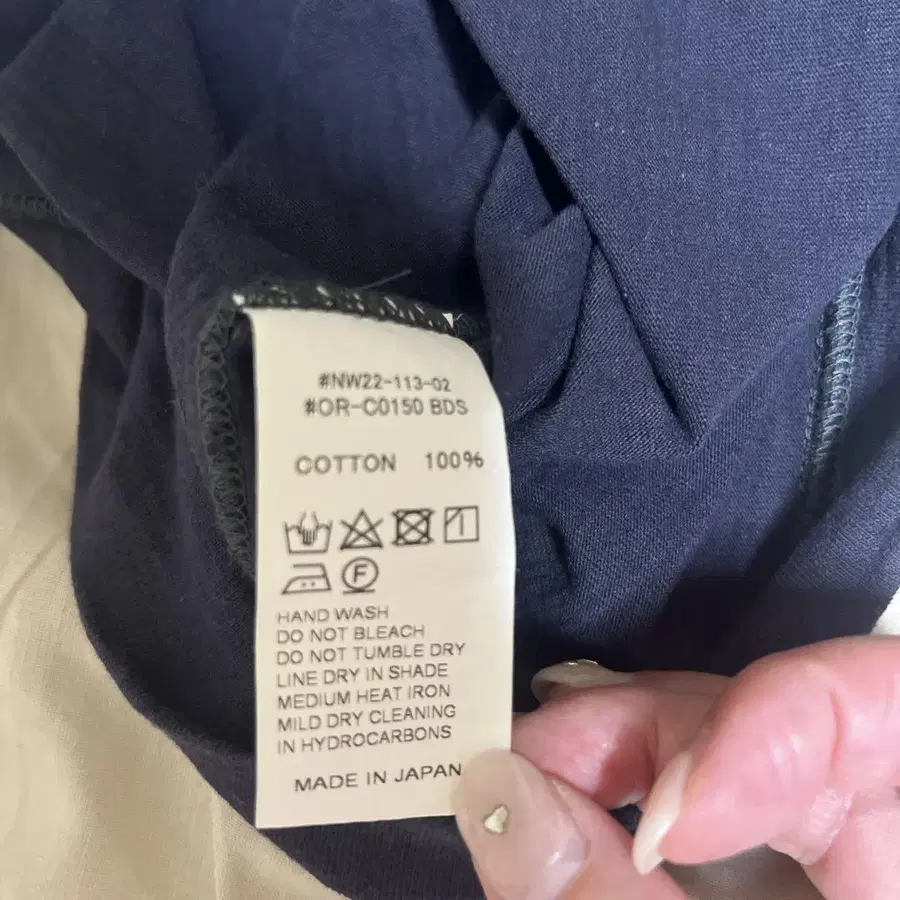 #NW22-113-02
#OR-C0150 BDS
COTTON 100%
F
HAND WASH
DO NOT BLEACH
DO NOT TUMBLE DRY
LINE DRY IN SHADE
MEDIUM HEAT IRON
MILD DRY CLEANING
IN HYDROCARBONS
MADE IN JAPAN